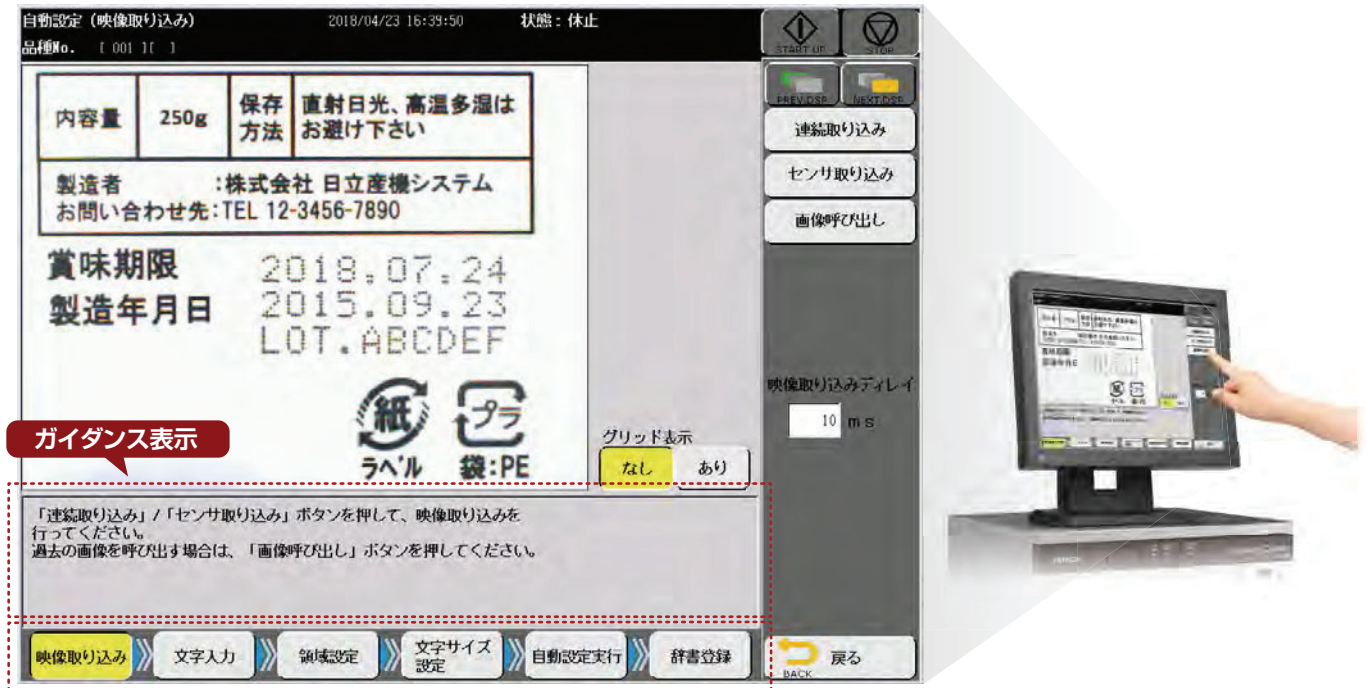 自動設定（映像取り込み） 2018/04/23 16:39:50 状態：休止
品種No. [ 001 ][ ]
START UP STOP
PREV.DSP NEXT.DSP
内容量 250g 保存方法 直射日光、高温多湿は
お避け下さい
製造者 :株式会社 日立産機システム
お問い合わせ先:TEL 12-3456-7890
賞味期限 2018.07.24
製造年月日 2015.09.23
LOT.ABCDEF
紙 プラ
ラベル 袋:PE
連続取り込み
センサ取り込み
画像呼び出し
映像取り込みディレイ
10 ms
グリッド表示
なし あり
ガイダンス表示
「連続取り込み」/「センサ取り込み」ボタンを押して、映像取り込みを
行ってください。
過去の画像を呼び出す場合は、「画像呼び出し」ボタンを押してください。
映像取り込み 文字入力 領域設定 文字サイズ設定 自動設定実行 辞書登録
戻る
BACK